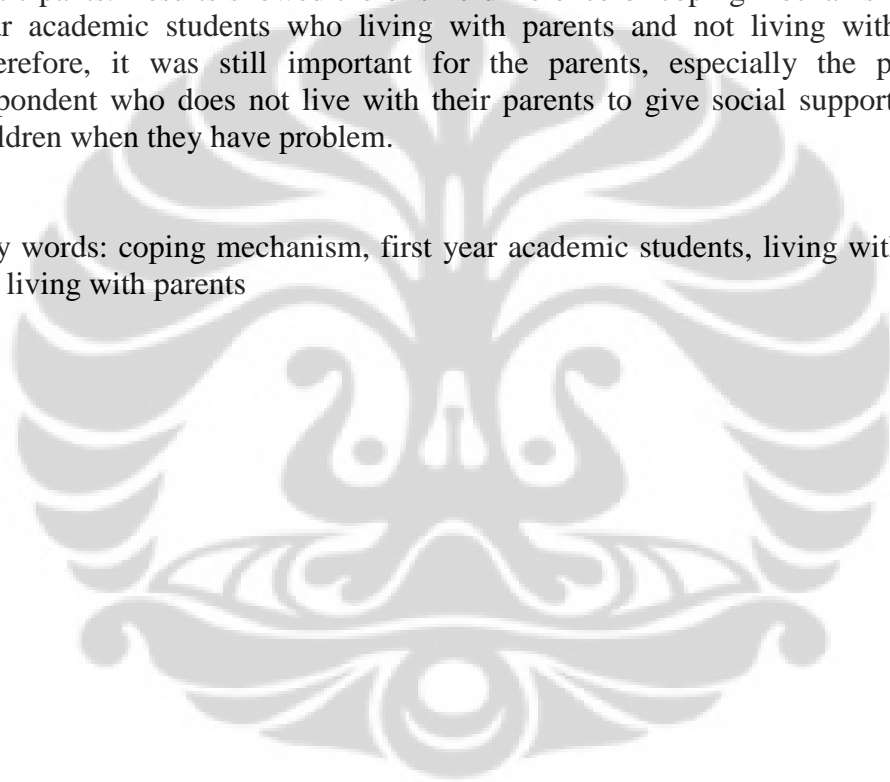 Results showed
ar academic students who living with parents and not living with
erefore, it was still important for the parents, especially the p
pondent who does not live with their parents to give social support
ldren when they have problem.
y words: coping mechanism, first year academic students, living wit
living with parents